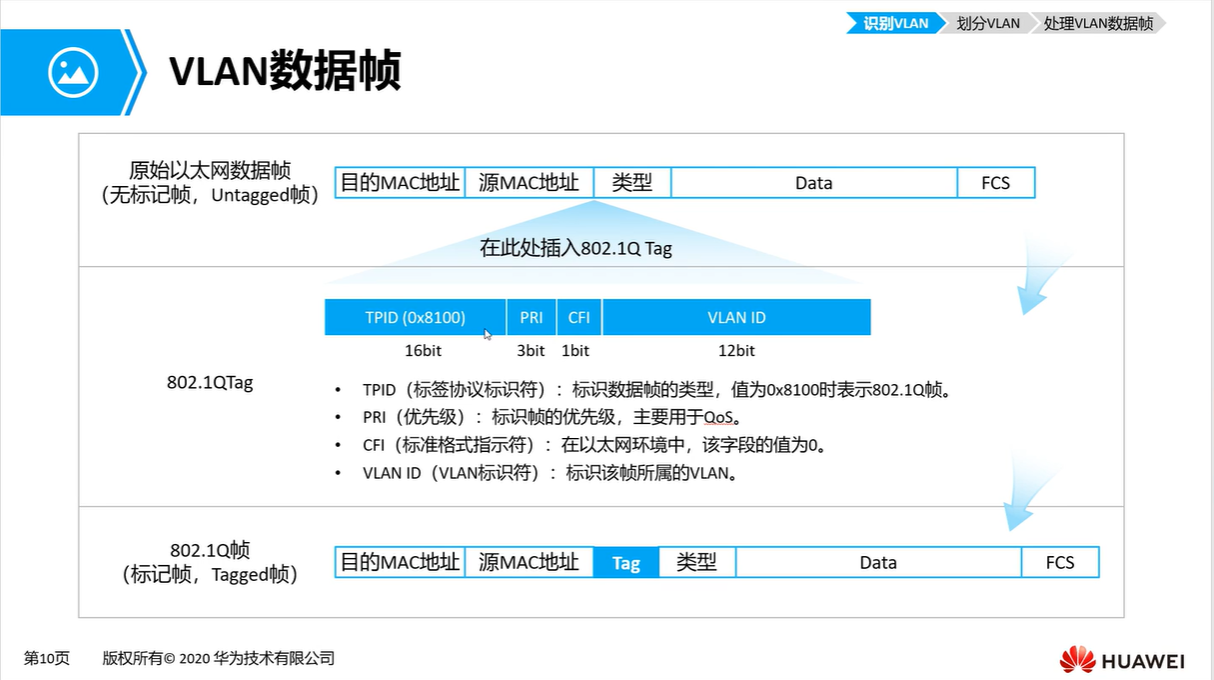 识别VLAN 划分VLAN 处理VLAN数据帧
VLAN数据帧
原始以太网数据帧
(无标记帧，Untagged帧)
目的MAC地址 源MAC地址 类型 Data FCS
在此处插入802.1Q Tag
TPID (0x8100) PRI CFI VLAN ID
16bit 3bit 1bit 12bit
802.1QTag
• TPID（标签协议标识符）：标识数据帧的类型，值为0x8100时表示802.1Q帧。
• PRI（优先级）：标识帧的优先级，主要用于QoS。
• CFI（标准格式指示符）：在以太网环境中，该字段的值为0。
• VLAN ID（VLAN标识符）：标识该帧所属的VLAN。
802.1Q帧
(标记帧，Tagged帧)
目的MAC地址 源MAC地址 Tag 类型 Data FCS
第10页 版权所有© 2020 华为技术有限公司
HUAWEI